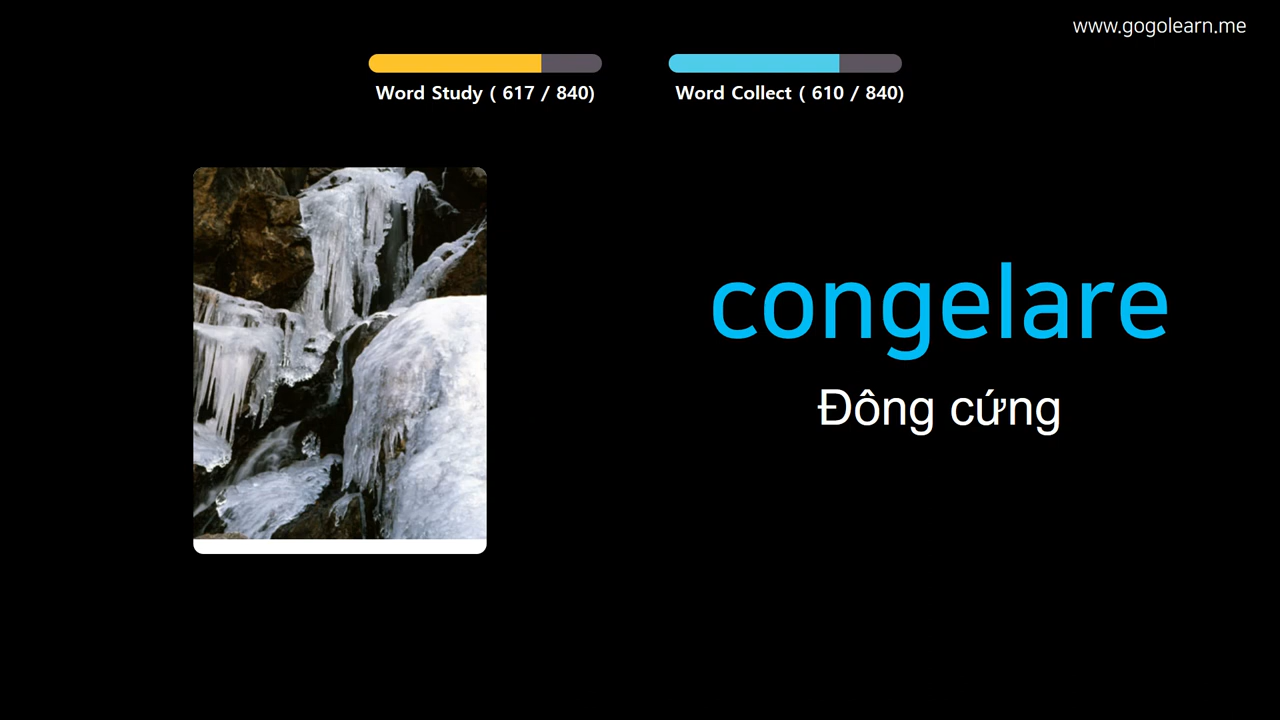 www.gogolearn.me
Word Study ( 617 / 840)
Word Collect ( 610 / 840)
congelare
Đông cứng